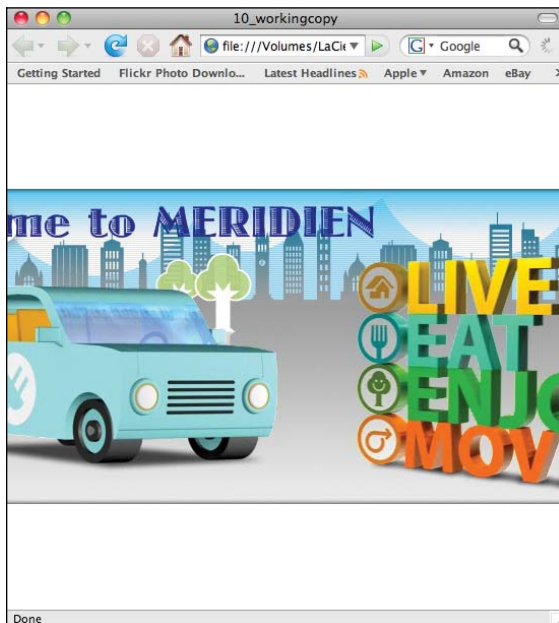 10_workingcopy
file:///Volumes/LaCie
Google
Getting Started Flickr Photo Downlo... Latest Headlines Apple Amazon eBay
me to MERIDIEN
LIVE
EAT
ENJO
MOV
Done